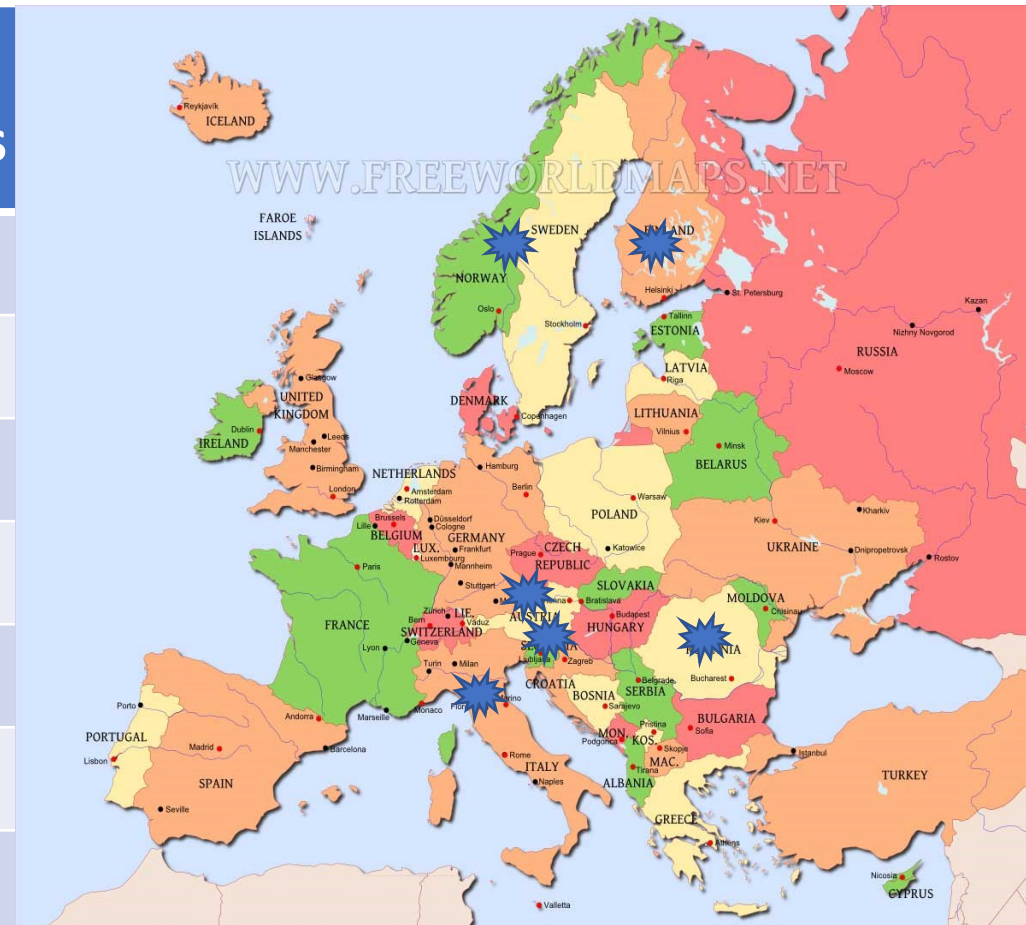 S
Reykjavík
ICELAND
WWW.FREEWORLDMAPS.NET
FAROE
ISLANDS
SWEDEN
NORWAY
Helsinki
St. Petersburg
Oslo
Tallinn
Stockholm
ESTONIA
Kazan
Nizhny Novgorod
RUSSIA
Moscow
LATVIA
Riga
Glasgow
UNITED
KINGDOM
DENMARK
Copenhagen
LITHUANIA
Vilnius
Dublin
IRELAND
Leeds
Manchester
Minsk
BELARUS
Birmingham
NETHERLANDS
Hamburg
London
Amsterdam
Rotterdam
Berlin
Warsaw
POLAND
Kharkiv
Brussels
Lille
BELGIUM
Düsseldorf
Cologne
GERMANY
Kiev
UKRAINE
LUX.
Luxembourg
Frankfurt
Mannheim
Prague
CZECH
REPUBLIC
Katowice
Dnipropetrovsk
Rostov
Paris
Stuttgart
SLOVAKIA
Bratislava
MOLDOVA
Chisinau
Zürich
LIE.
Bern
Vaduz
SWITZERLAND
Geneva
AUSTRIA
Budapest
HUNGARY
FRANCE
Lyon
Turin
Milan
Ljubljana
Zagreb
CROATIA
Belgrade
SERBIA
Bucharest
BOSNIA
Sarajevo
Porto
Andorra
Marseille
Monaco
MON.
Podgorica
Pristina
KOS.
BULGARIA
Sofia
PORTUGAL
Lisbon
Madrid
Barcelona
SPAIN
Seville
Rome
ITALY
Naples
Skopje
MAC.
Tirana
ALBANIA
Istanbul
TURKEY
GREECE
Athens
Nicosia
CYPRUS
Valletta